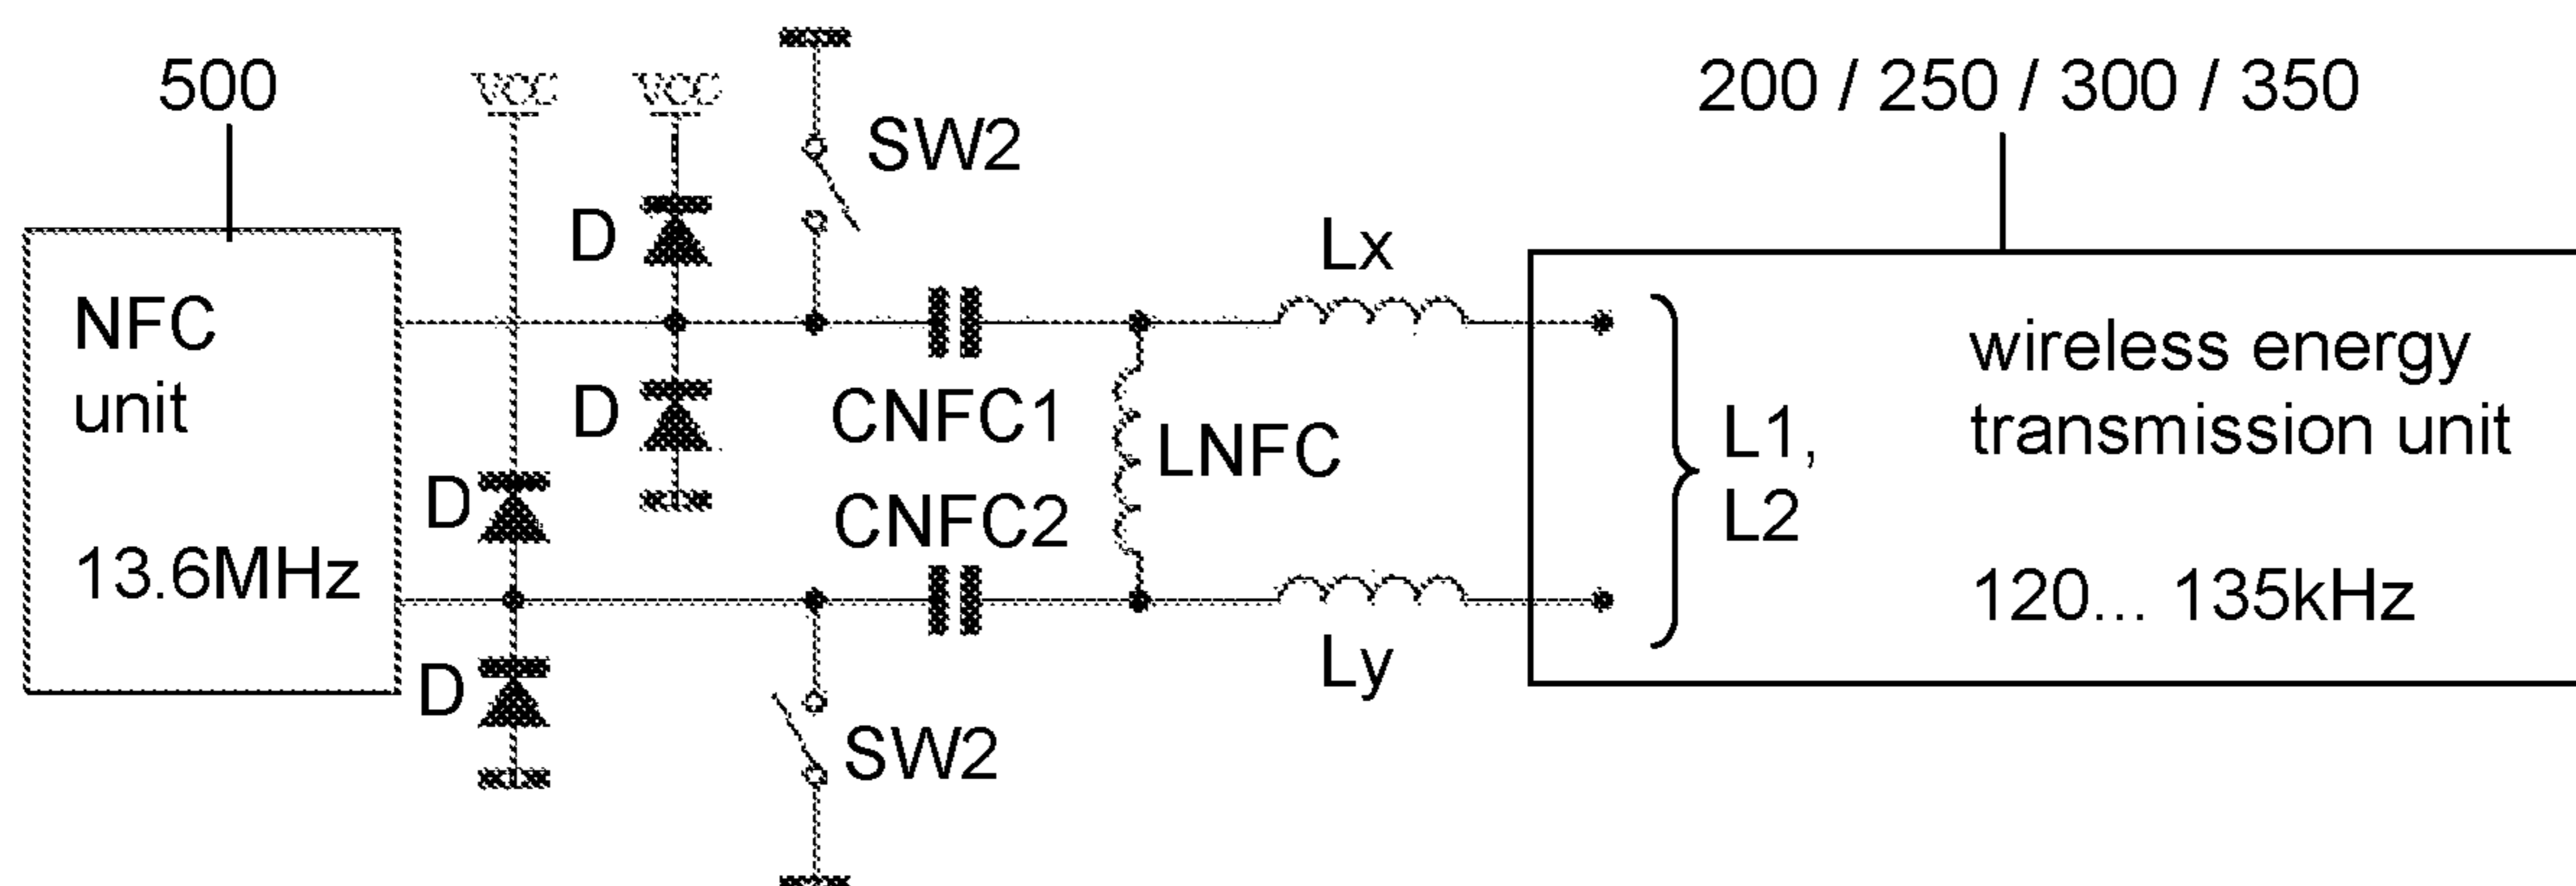 500
VCC
VCC
SW2
200 / 250 / 300 / 350
D
Lx
NFC
unit
D
CNFC1
LNFC
L1,
L2
wireless energy
transmission unit
D
CNFC2
13.6MHz
120... 135kHz
D
SW2
Ly